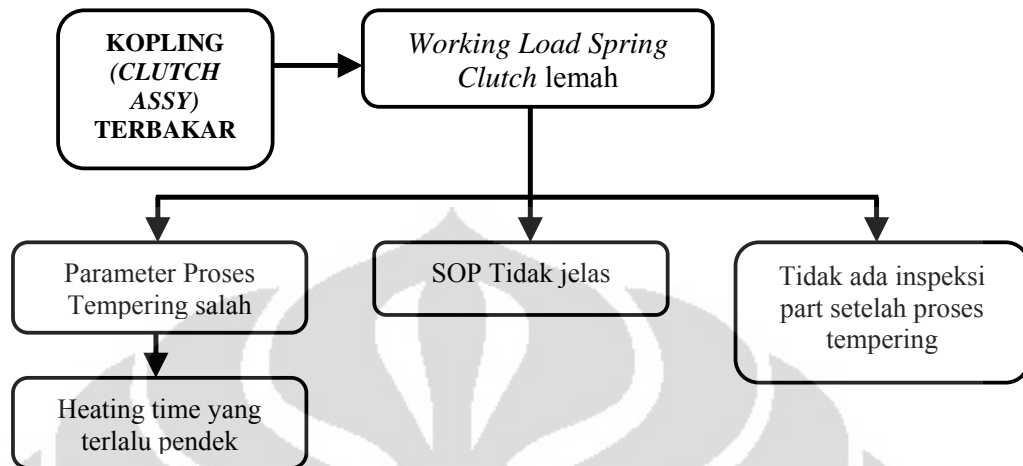 KOPLING
(CLUTCH
ASSY)
TERBAKAR
Working Load Spring
Clutch lemah
Parameter Proses
Tempering salah
SOP Tidak jelas
Tidak ada inspeksi
part setelah proses
tempering
Heating time yang
terlalu pendek